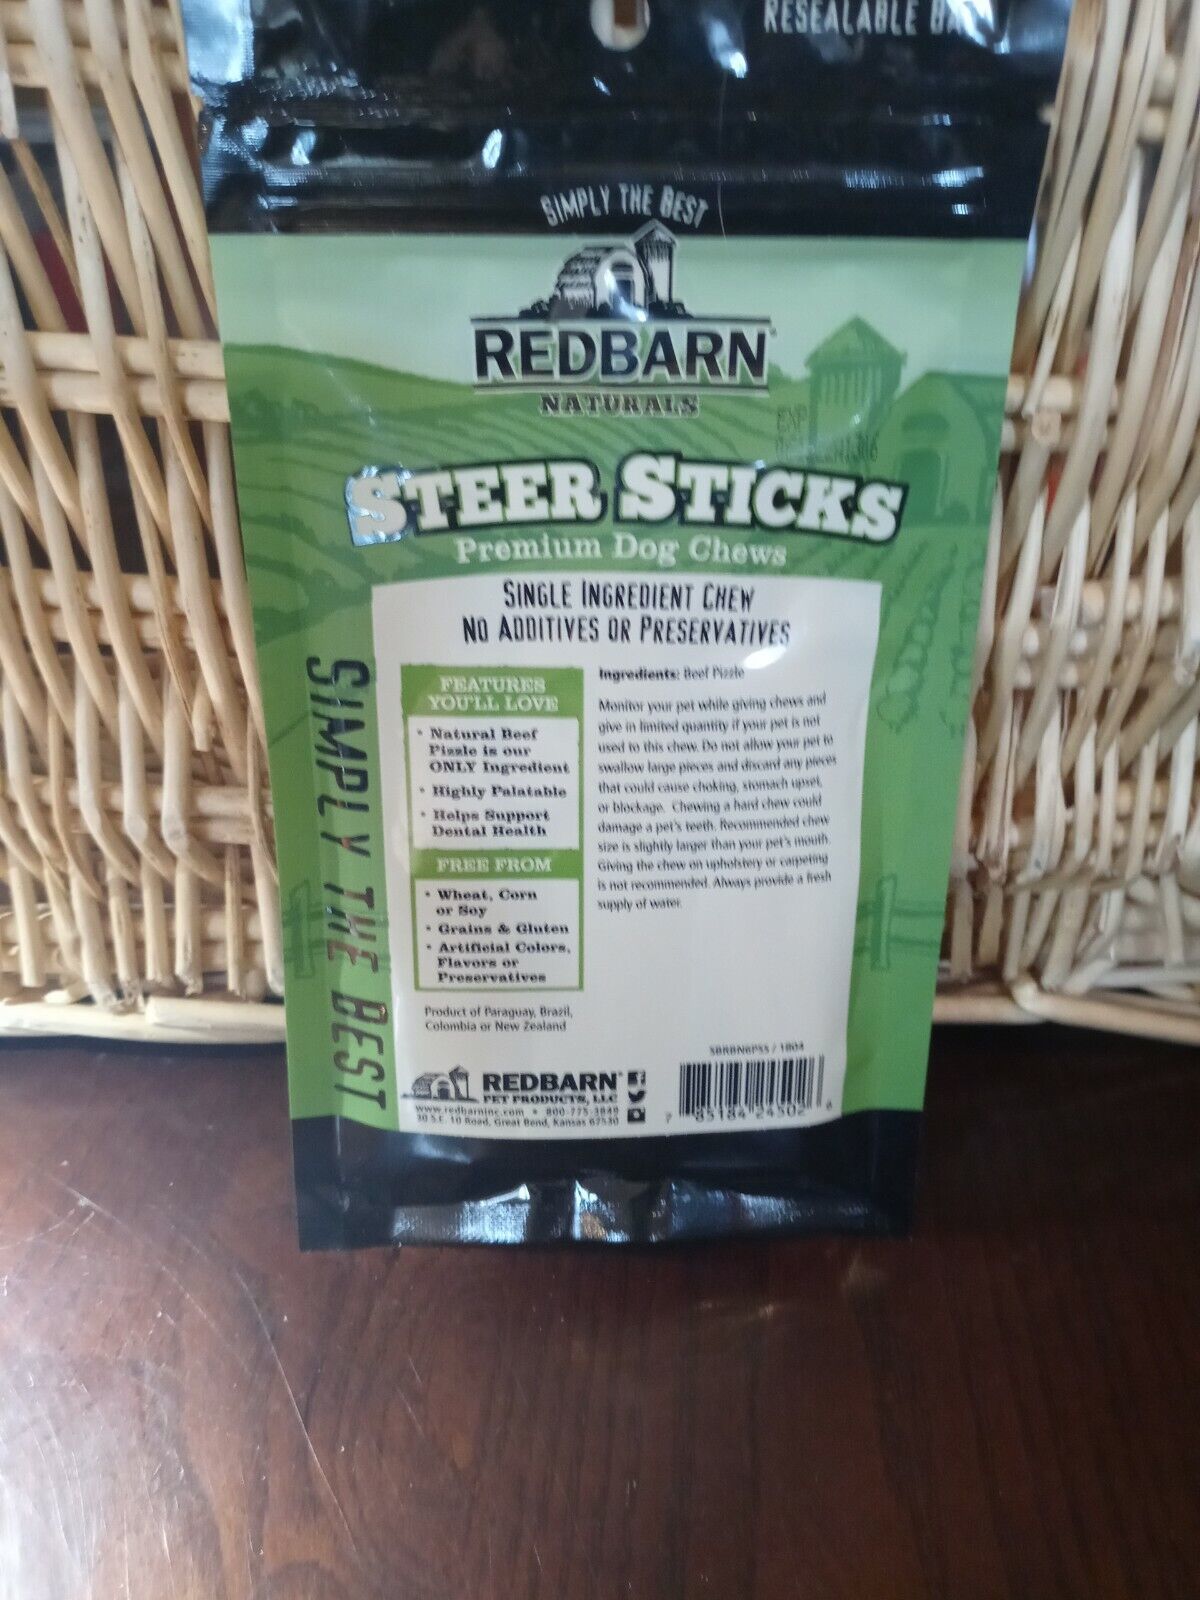 RESEALABLE
SIMPLY THE BEST
REDBARN
NATURALS
EXP
STEER STICKS
Premium Dog Chews
SINGLE INGREDIENT CHEW
NO ADDITIVES OR PRESERVATIVES
SIMPLY THE BEST
FEATURES
YOU'LL LOVE
• Natural Beef
Pizzle is our
ONLY Ingredient
• Highly Palatable
• Helps Support
Dental Health
FREE FROM
• Wheat, Corn
or Soy
• Grains & Gluten
• Artificial Colors,
Flavors or
Preservatives
Ingredients: Beef Pizzle
Monitor your pet while giving chews and
give in limited quantity if your pet is not
used to this chew. Do not allow your pet to
swallow large pieces and discard any pieces
that could cause choking, stomach upset,
or blockage. Chewing a hard chew could
damage a pet's teeth. Recommended chew
size is slightly larger than your pet's mouth.
Giving the chew on upholstery or carpeting
is not recommended. Always provide a fresh
supply of water.
Product of Paraguay, Brazil,
Colombia or New Zealand
REDBARN
PET PRODUCTS, LLC
www.redbarninc.com • 800-775-3849
30 S.E. 10 Road, Great Bend, Kansas 67530
SBRBN6PSS / 1804
7 85184 24502 6